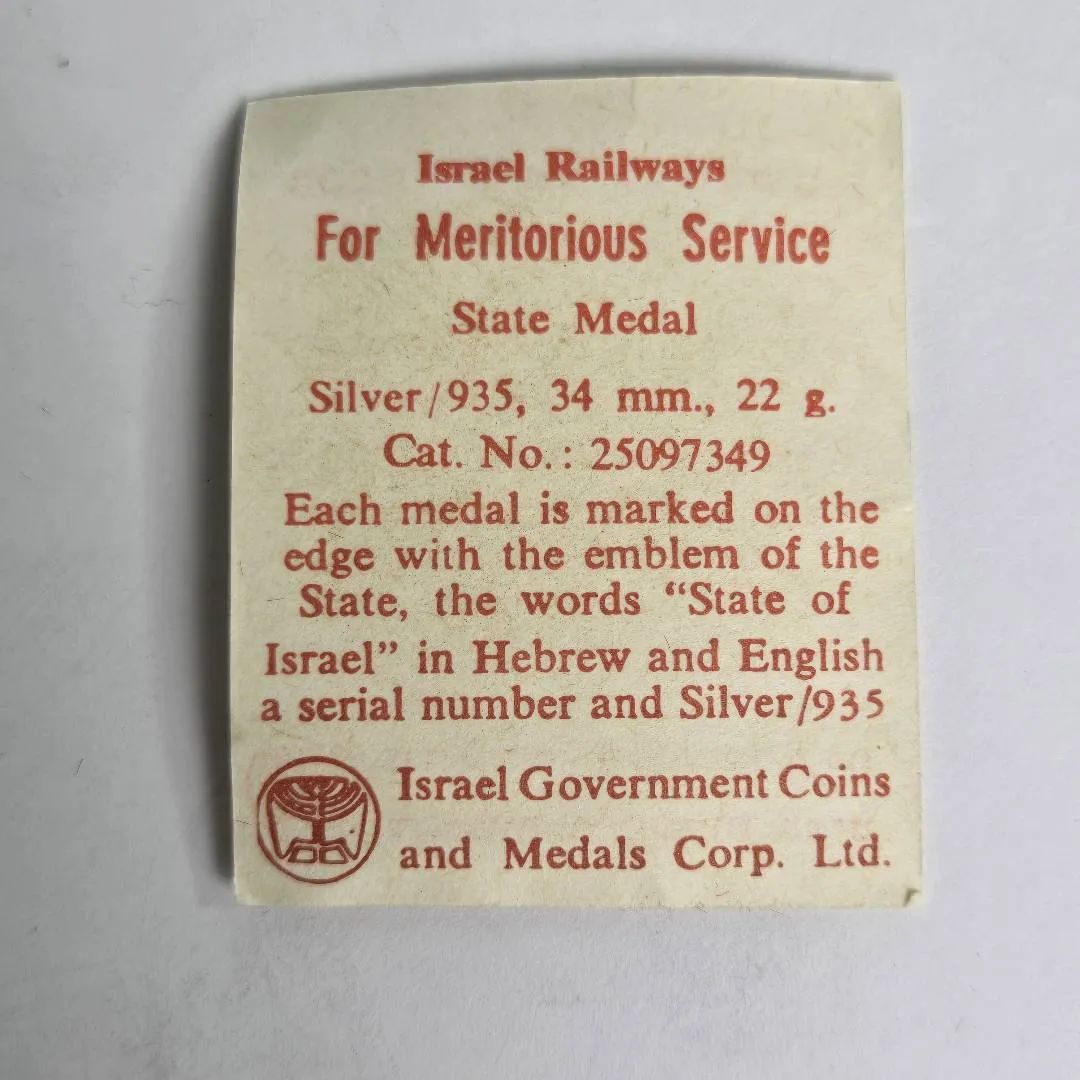 Israel Railways
For Meritorious Service
State Medal
Silver/935, 34 mm., 22 g.
Cat. No.: 25097349
Each medal is marked on the
edge with the emblem of the
State, the words “State of
Israel” in Hebrew and English
a serial number and Silver/935
Israel Government Coins
and Medals Corp. Ltd.